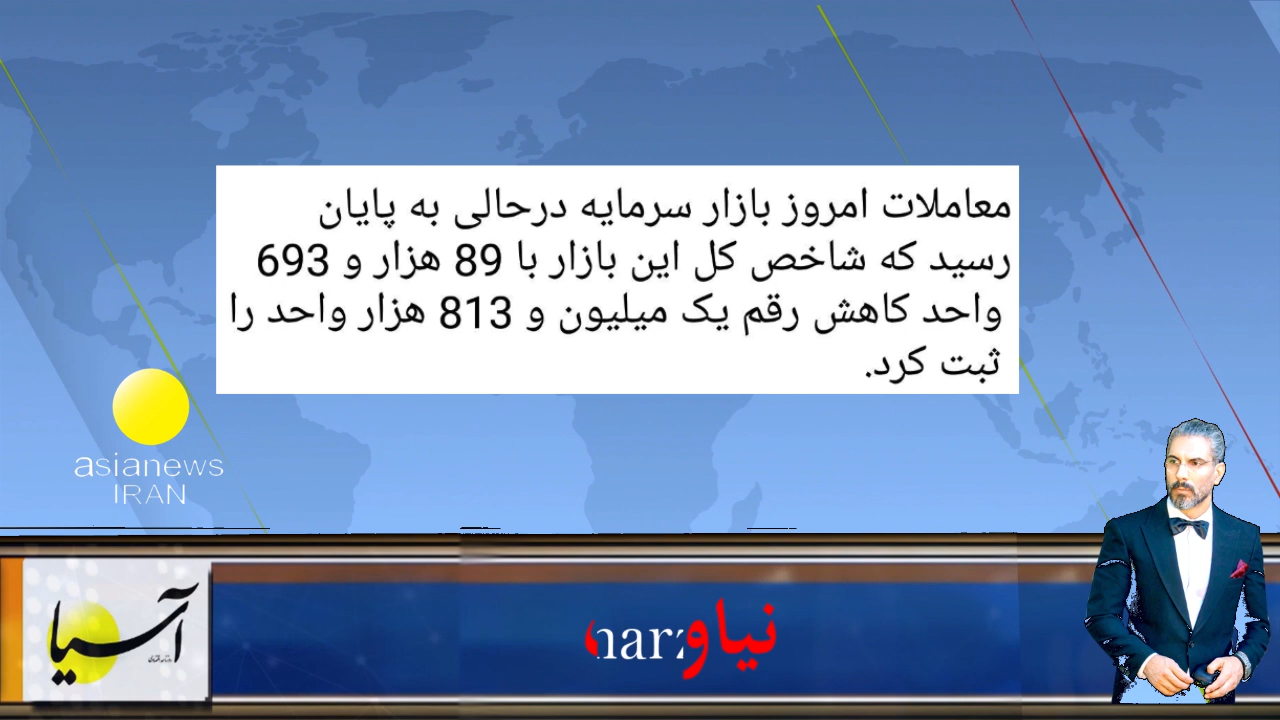 معاملات امروز بازار سرمایه درحالی به پایان
رسید که شاخص کل این بازار با 89 هزار و 693
واحد کاهش رقم یک میلیون و 813 هزار واحد را
ثبت کرد.
asianews
IRAN
آسیا
نیاو